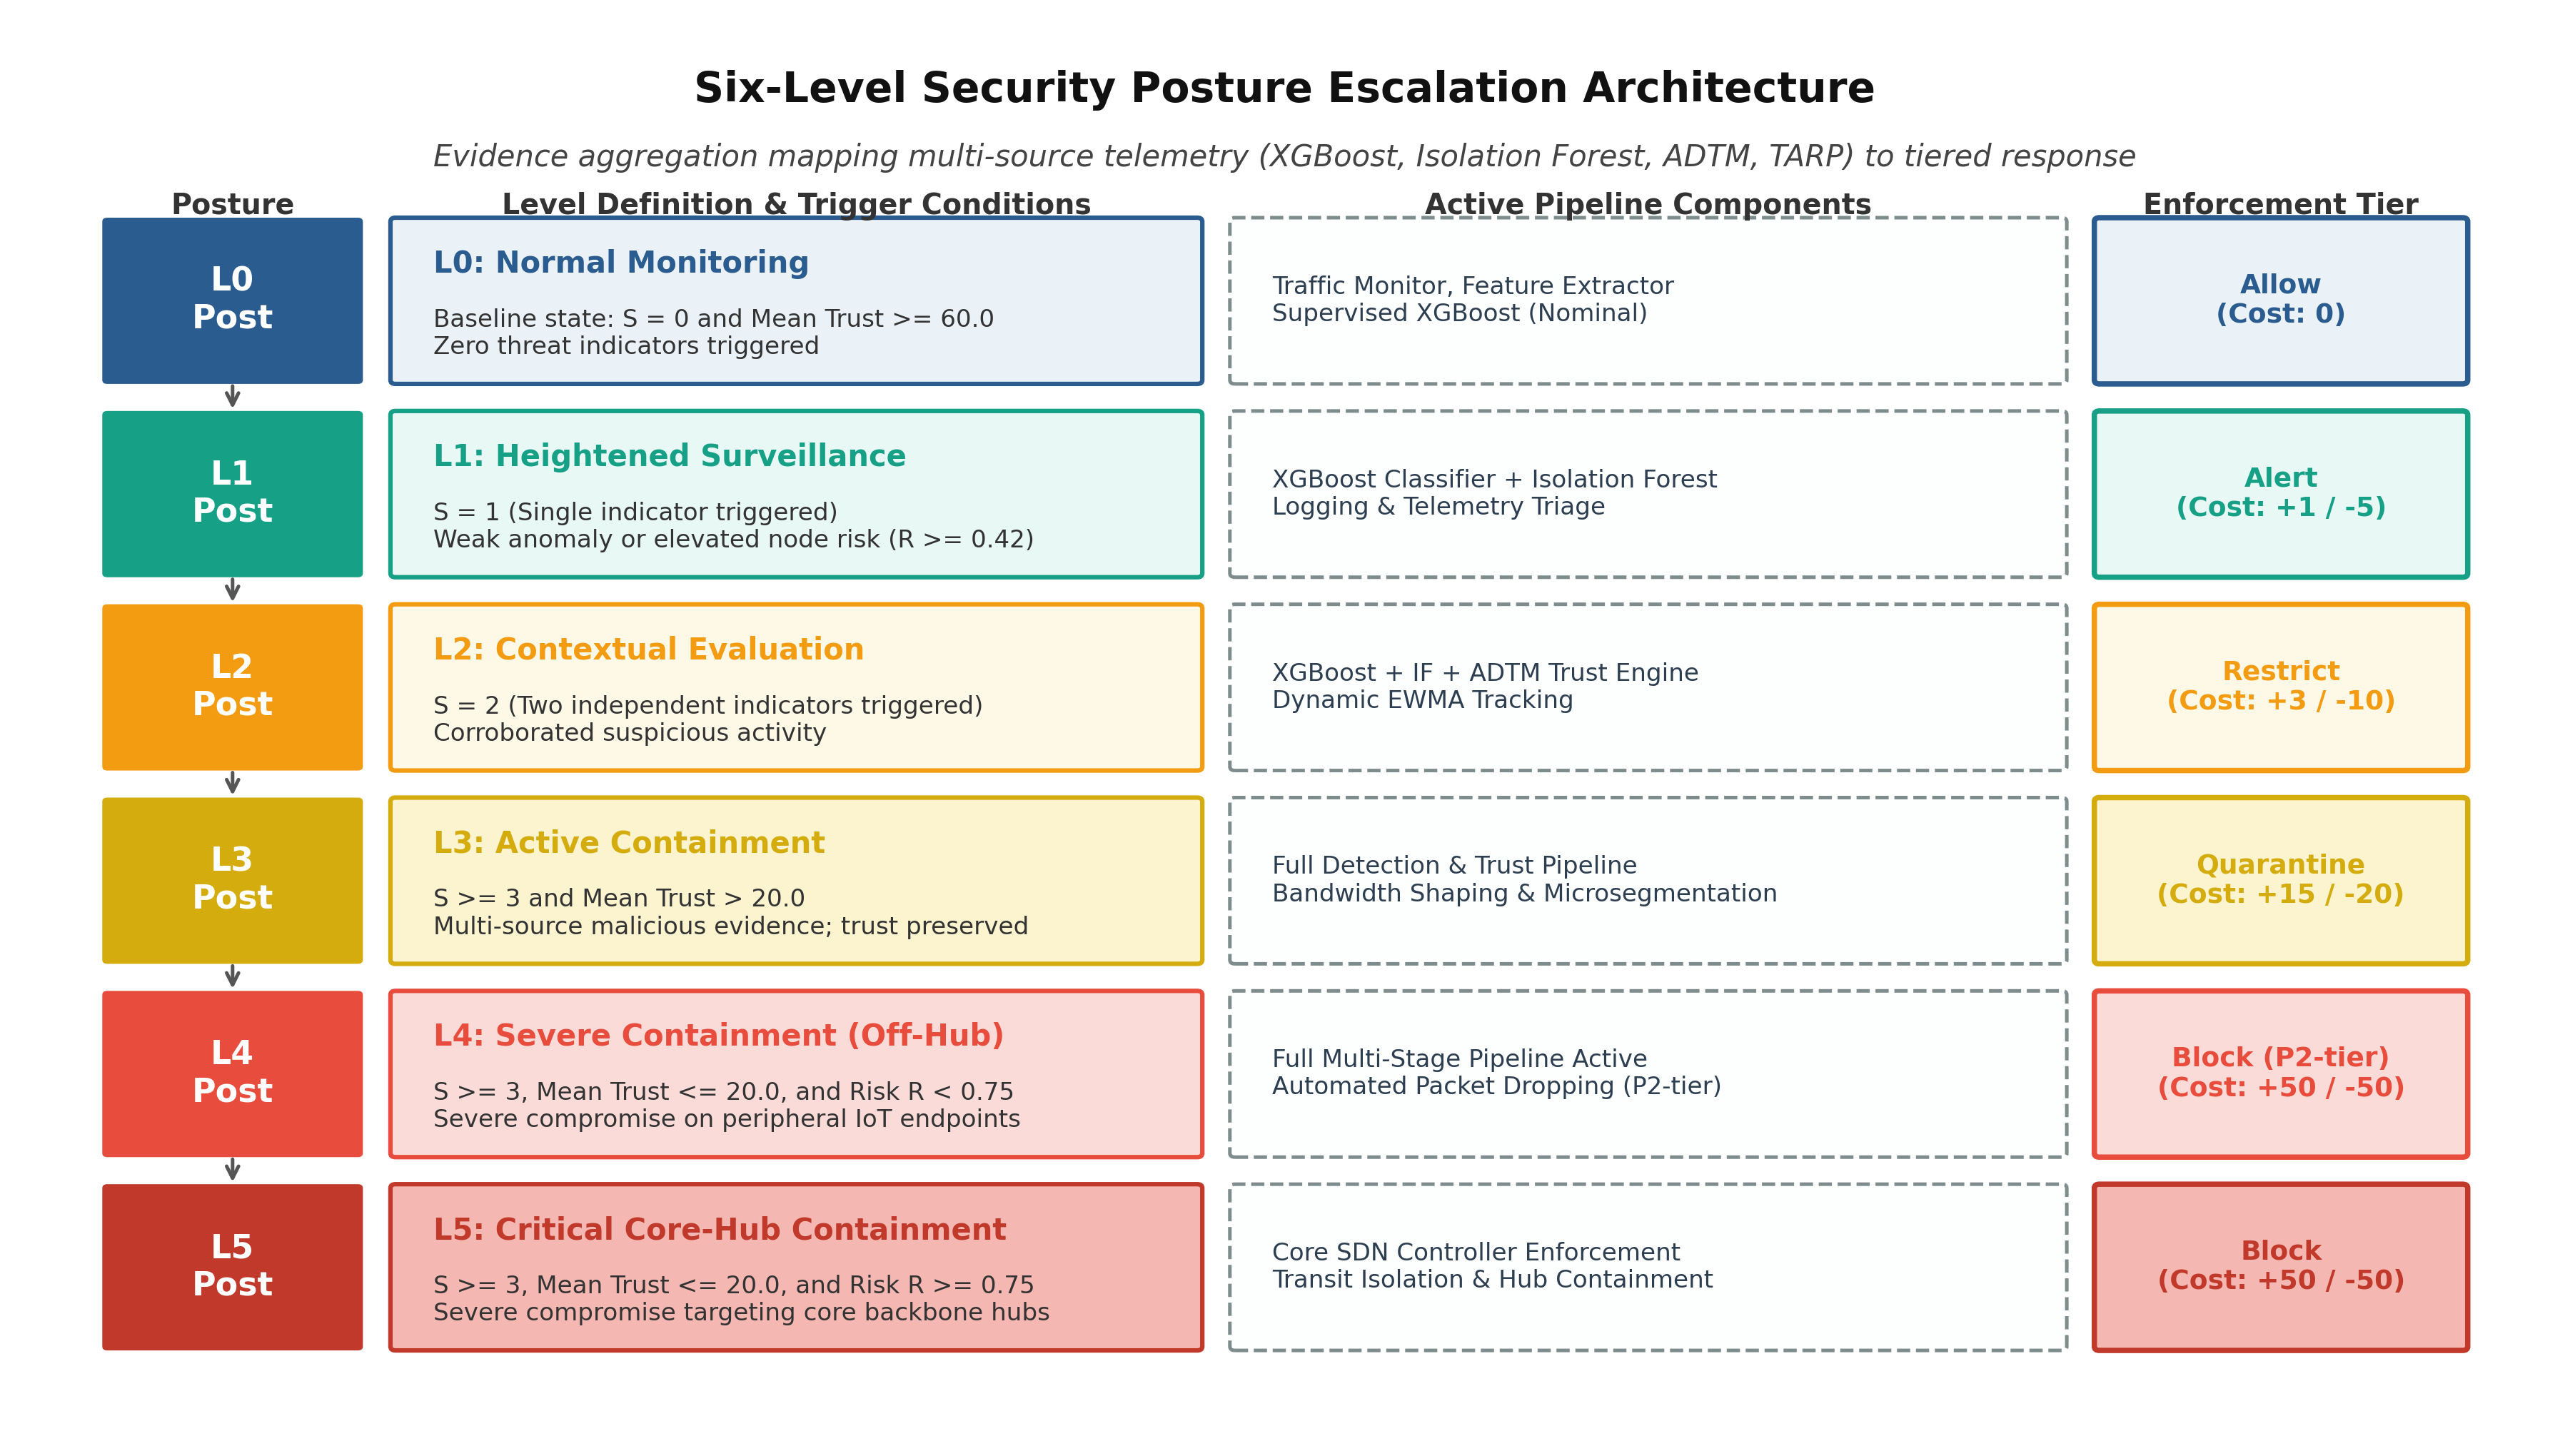 Six-Level Security Posture Escalation Architecture
Evidence aggregation mapping multi-source telemetry (XGBoost, Isolation Forest, ADTM, TARP) to tiered response
Posture
Level Definition & Trigger Conditions
Active Pipeline Components
Enforcement Tier
L0
Post
L0: Normal Monitoring
Baseline state: S = 0 and Mean Trust >= 60.0
Zero threat indicators triggered
Traffic Monitor, Feature Extractor
Supervised XGBoost (Nominal)
Allow
(Cost: 0)
L1
Post
L1: Heightened Surveillance
S = 1 (Single indicator triggered)
Weak anomaly or elevated node risk (R >= 0.42)
XGBoost Classifier + Isolation Forest
Logging & Telemetry Triage
Alert
(Cost: +1 / -5)
L2
Post
L2: Contextual Evaluation
S = 2 (Two independent indicators triggered)
Corroborated suspicious activity
XGBoost + IF + ADTM Trust Engine
Dynamic EWMA Tracking
Restrict
(Cost: +3 / -10)
L3
Post
L3: Active Containment
S >= 3 and Mean Trust > 20.0
Multi-source malicious evidence; trust preserved
Full Detection & Trust Pipeline
Bandwidth Shaping & Microsegmentation
Quarantine
(Cost: +15 / -20)
L4
Post
L4: Severe Containment (Off-Hub)
S >= 3, Mean Trust <= 20.0, and Risk R < 0.75
Severe compromise on peripheral IoT endpoints
Full Multi-Stage Pipeline Active
Automated Packet Dropping (P2-tier)
Block (P2-tier)
(Cost: +50 / -50)
L5
Post
L5: Critical Core-Hub Containment
S >= 3, Mean Trust <= 20.0, and Risk R >= 0.75
Severe compromise targeting core backbone hubs
Core SDN Controller Enforcement
Transit Isolation & Hub Containment
Block
(Cost: +50 / -50)